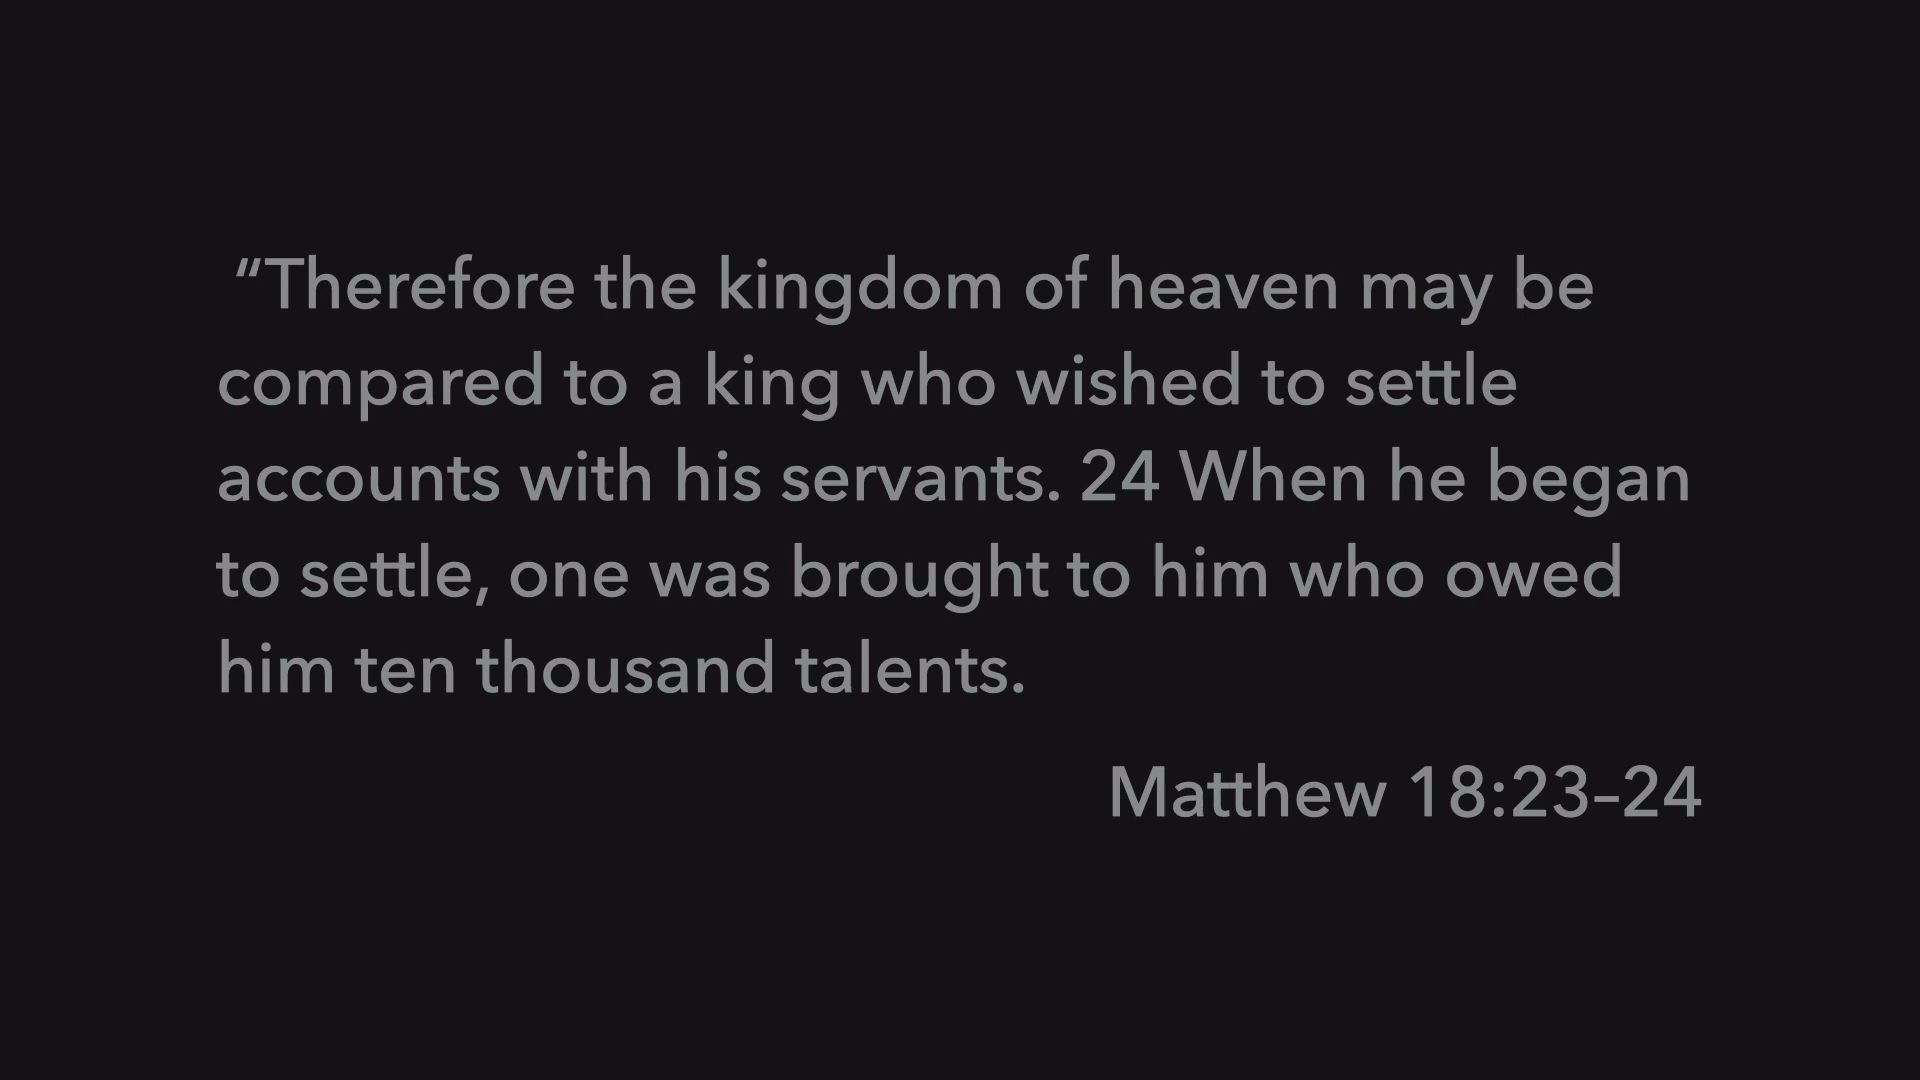 “Therefore the kingdom of heaven may be
compared to a king who wished to settle
accounts with his servants. 24 When he began
to settle, one was brought to him who owed
him ten thousand talents.
Matthew 18:23–24